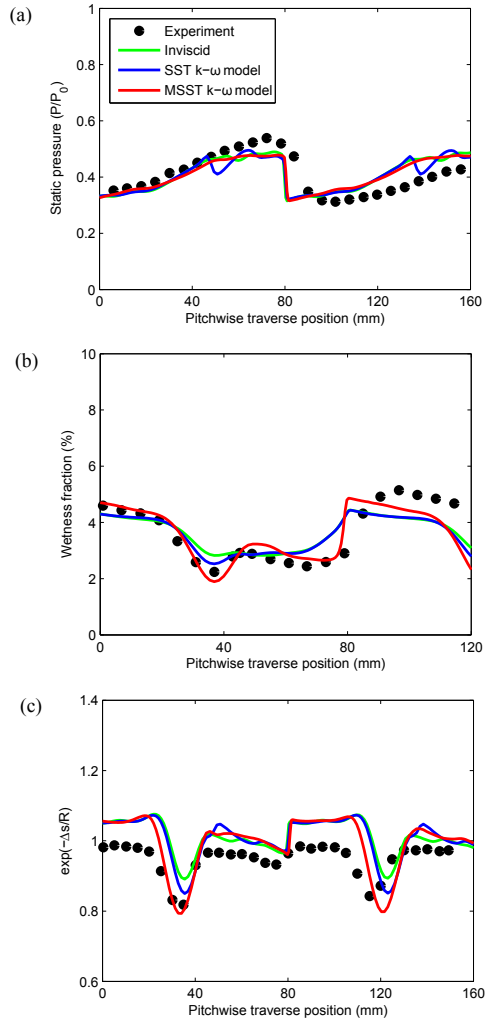 (a)
1
0.8
0.6
0.4
0.2
0
Static pressure (P/P0)
Experiment
Inviscid
SST k−ω model
MSST k−ω model
0 40 80 120 160
Pitchwise traverse position (mm)
(b)
10
8
6
4
2
0
Wetness fraction (%)
0 40 80 120
Pitchwise traverse position (mm)
(c)
1.4
1.2
1
0.8
0.6
exp(−Δs/R)
0 40 80 120 160
Pitchwise traverse position (mm)